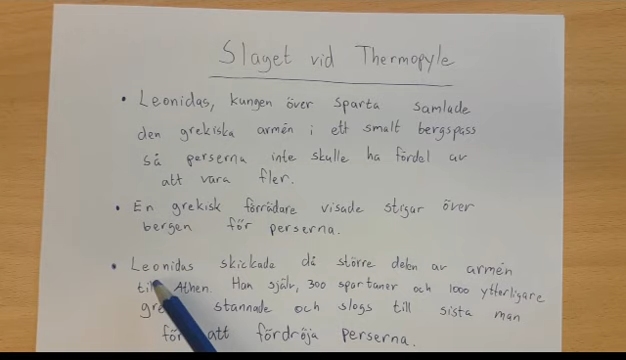 Slaget vid Thermopyle
• Leonidas, kungen över Sparta samlade
den grekiska armén i ett smalt bergspass
så perserna inte skulle ha fördel av
att vara fler.
• En grekisk förrädare visade stigar över
bergen för perserna.
• Leonidas skickade då större delen av armén
till Athen. Han själv, 300 spartaner och 1000 ytterligare
stannade och slogs till sista man
för att fördröja perserna.